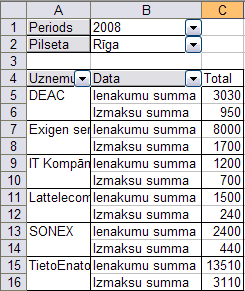 A B C
1 Periods 2008
2 Pilseta Rīga
3
4 Uznemu Data Total
5 DEAC Ienakumu summa 3030
6 Izmaksu summa 950
7 Exigen ser Ienakumu summa 8000
8 Izmaksu summa 1700
9 IT Kompān Ienakumu summa 1200
10 Izmaksu summa 700
11 Lattelecom Ienakumu summa 1500
12 Izmaksu summa 240
13 SONEX Ienakumu summa 2400
14 Izmaksu summa 440
15 TietoEnato Ienakumu summa 13510
16 Izmaksu summa 3110